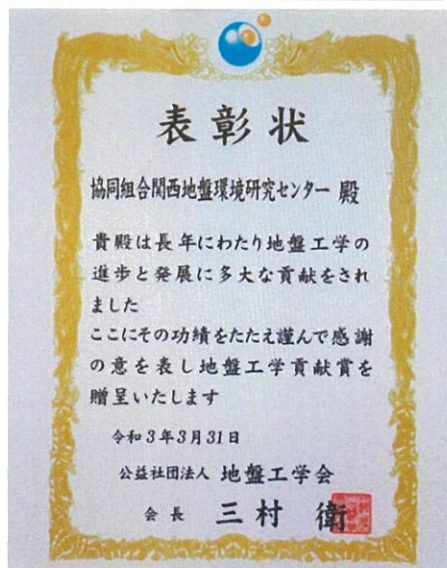 表彰状
協同組合関西地盤環境研究センター 殿
貴殿は長年にわたり地盤工学の
進歩と発展に多大な貢献をされ
ました
ここにその功績をたたえ謹んで感謝
の意を表し地盤工学貢献賞を
贈呈いたします
令和3年3月31日
公益社団法人 地盤工学会
会長 三村 衛